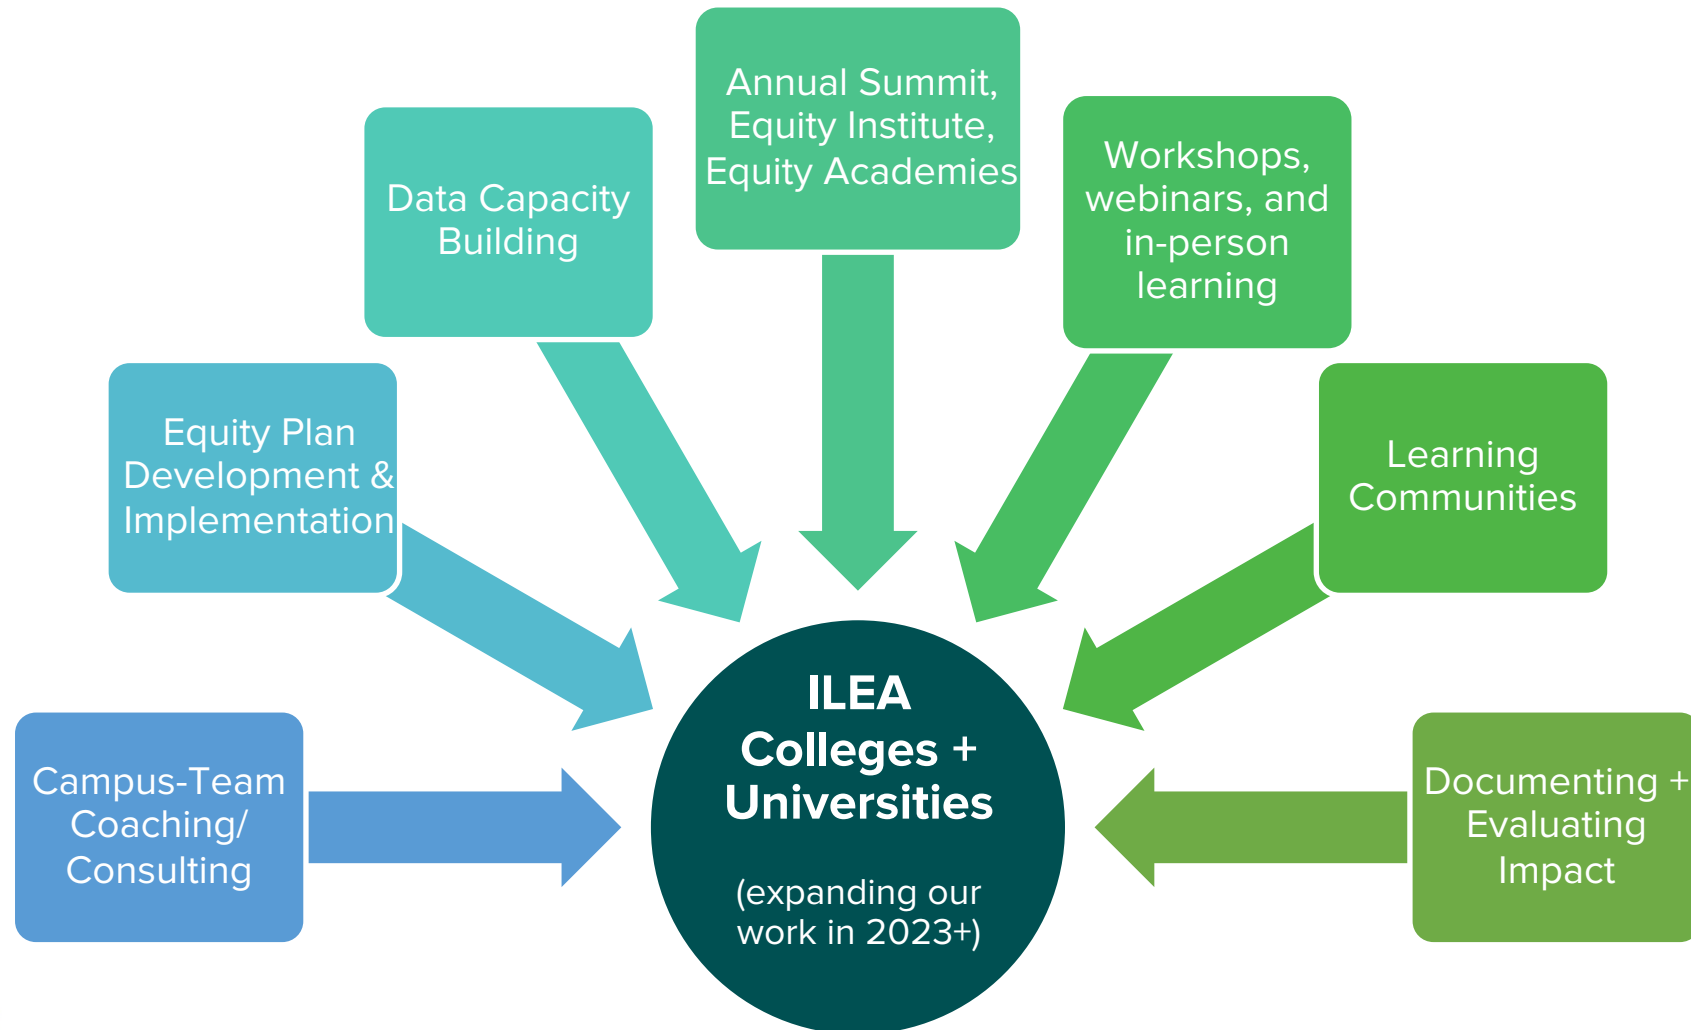 Annual Summit,
Equity Institute,
Equity Academies
Data Capacity
Building
Workshops,
webinars, and
in-person
learning
Equity Plan
Development &
Implementation
Learning
Communities
Campus-Team
Coaching/
Consulting
ILEA
Colleges +
Universities
(expanding our
work in 2023+)
Documenting +
Evaluating
Impact